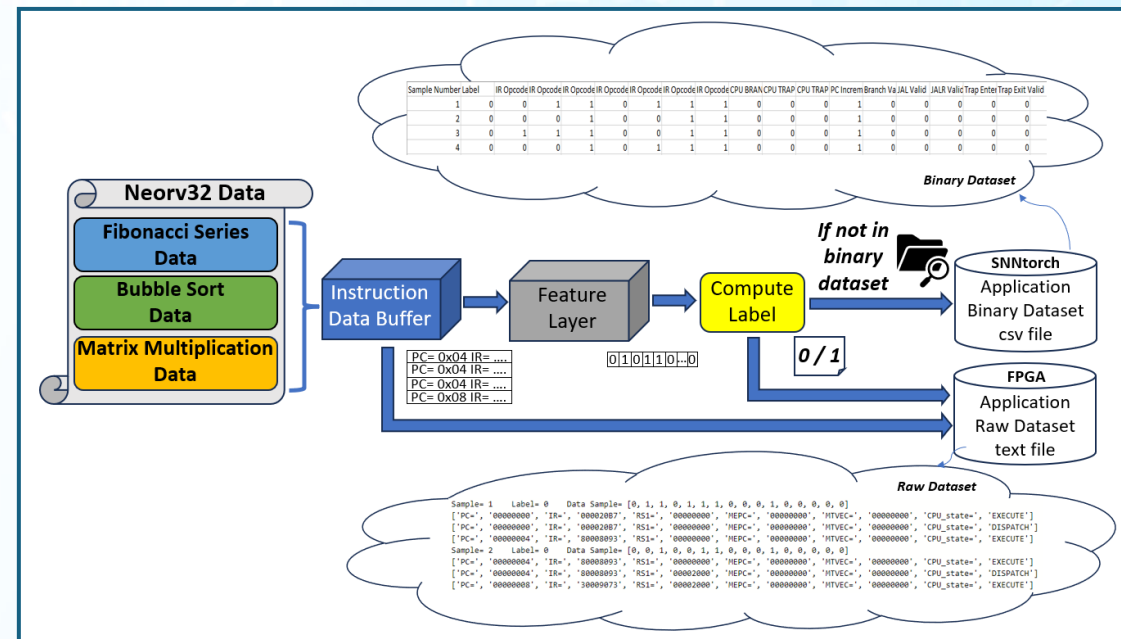 Sample Number Label IR Opcode IR Opcode IR Opcode IR Opcode IR Opcode IR Opcode IR Opcode CPU BRAN CPU TRAP CPU TRAP PC Increm Branch Va JAL Valid JALR Valid Trap Enter Trap Exit Valid
1 0 0 1 1 0 1 1 1 0 0 0 1 0 0 0 0 0
2 0 0 0 1 0 1 1 1 0 0 0 1 0 0 0 0 0
3 0 1 1 1 0 0 1 1 0 0 0 1 0 0 0 0 0
4 0 0 0 1 0 1 1 1 0 0 0 1 0 0 0 0 0
Binary Dataset
Neorv32 Data
Fibonacci Series
Data
Bubble Sort
Data
Matrix Multiplication
Data
Instruction
Data Buffer
PC= 0x04 IR= ....
PC= 0x04 IR= ....
PC= 0x04 IR= ....
PC= 0x08 IR= ....
Feature
Layer
0 1 0 1 1 0 ... 0
Compute
Label
0 / 1
If not in
binary
dataset
SNNtorch
Application
Binary Dataset
csv file
FPGA
Application
Raw Dataset
text file
Raw Dataset
Sample= 1 Label= 0 Data Sample= [0, 1, 1, 0, 1, 1, 1, 0, 0, 0, 1, 0, 0, 0, 0, 0]
['PC=', '00000000', 'IR=', '000020B7', 'RS1=', '00000000', 'MEPC=', '00000000', 'MTVEC=', '00000000', 'CPU_state=', 'EXECUTE']
['PC=', '00000000', 'IR=', '000020B7', 'RS1=', '00000000', 'MEPC=', '00000000', 'MTVEC=', '00000000', 'CPU_state=', 'DISPATCH']
['PC=', '00000004', 'IR=', '80008093', 'RS1=', '00000000', 'MEPC=', '00000000', 'MTVEC=', '00000000', 'CPU_state=', 'EXECUTE']
Sample= 2 Label= 0 Data Sample= [0, 0, 1, 0, 0, 1, 1, 0, 0, 0, 1, 0, 0, 0, 0, 0]
['PC=', '00000004', 'IR=', '80008093', 'RS1=', '00000000', 'MEPC=', '00000000', 'MTVEC=', '00000000', 'CPU_state=', 'EXECUTE']
['PC=', '00000004', 'IR=', '80008093', 'RS1=', '00002000', 'MEPC=', '00000000', 'MTVEC=', '00000000', 'CPU_state=', 'DISPATCH']
['PC=', '00000008', 'IR=', '30009073', 'RS1=', '00002000', 'MEPC=', '00000000', 'MTVEC=', '00000000', 'CPU_state=', 'EXECUTE']